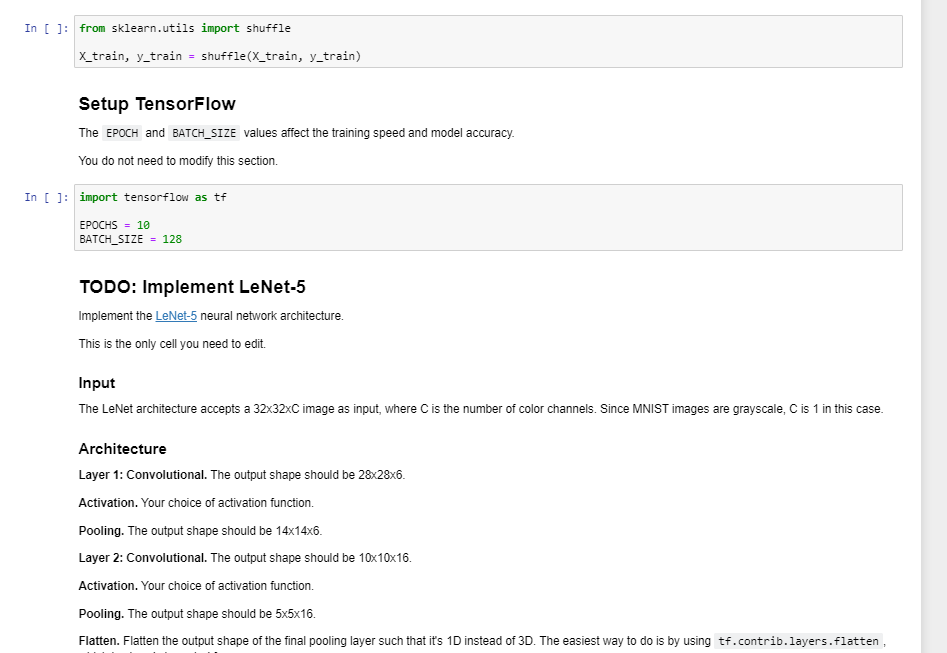 In [ ]: from sklearn.utils import shuffle
X_train, y_train = shuffle(X_train, y_train)
Setup TensorFlow
The EPOCH and BATCH_SIZE values affect the training speed and model accuracy.
You do not need to modify this section.
In [ ]: import tensorflow as tf
EPOCHS = 10
BATCH_SIZE = 128
TODO: Implement LeNet-5
Implement the LeNet-5 neural network architecture.
This is the only cell you need to edit.
Input
The LeNet architecture accepts a 32x32xC image as input, where C is the number of color channels. Since MNIST images are grayscale, C is 1 in this case.
Architecture
Layer 1: Convolutional. The output shape should be 28x28x6.
Activation. Your choice of activation function.
Pooling. The output shape should be 14x14x6.
Layer 2: Convolutional. The output shape should be 10x10x16.
Activation. Your choice of activation function.
Pooling. The output shape should be 5x5x16.
Flatten. Flatten the output shape of the final pooling layer such that it's 1D instead of 3D. The easiest way to do is by using tf.contrib.layers.flatten ,